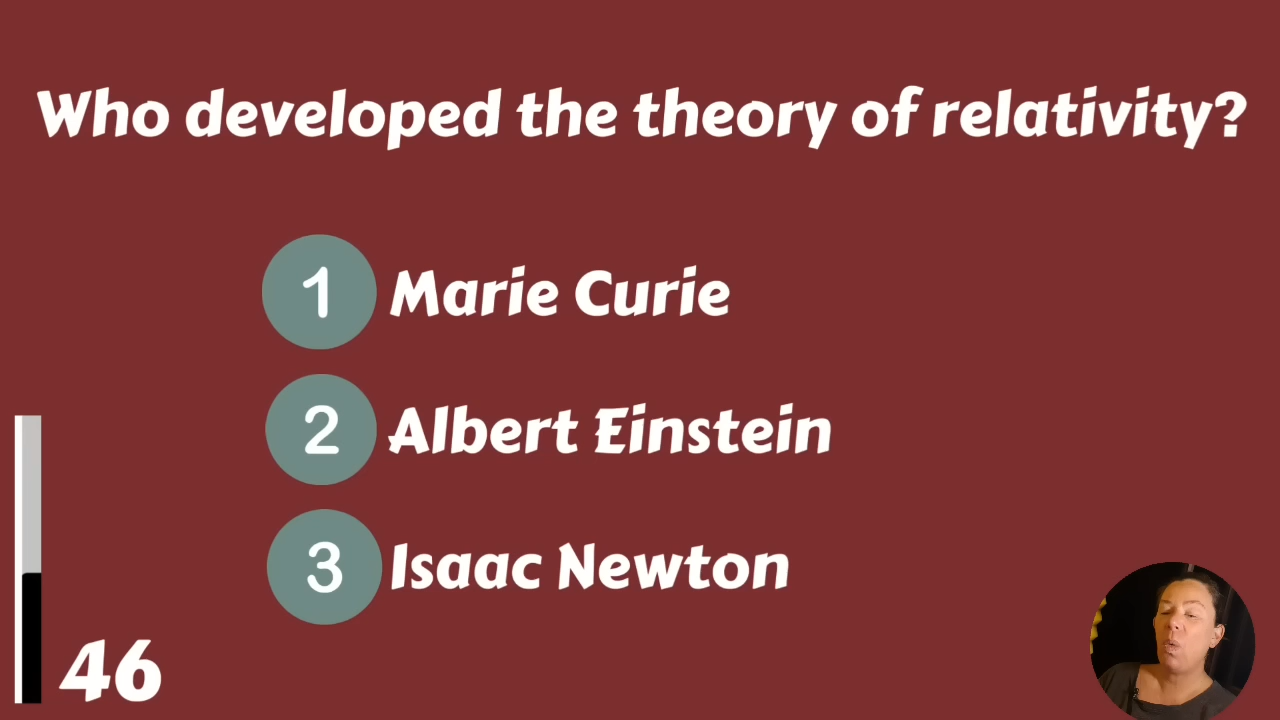 Who developed the theory of relativity?
1 Marie Curie
2 Albert Einstein
3 Isaac Newton
46